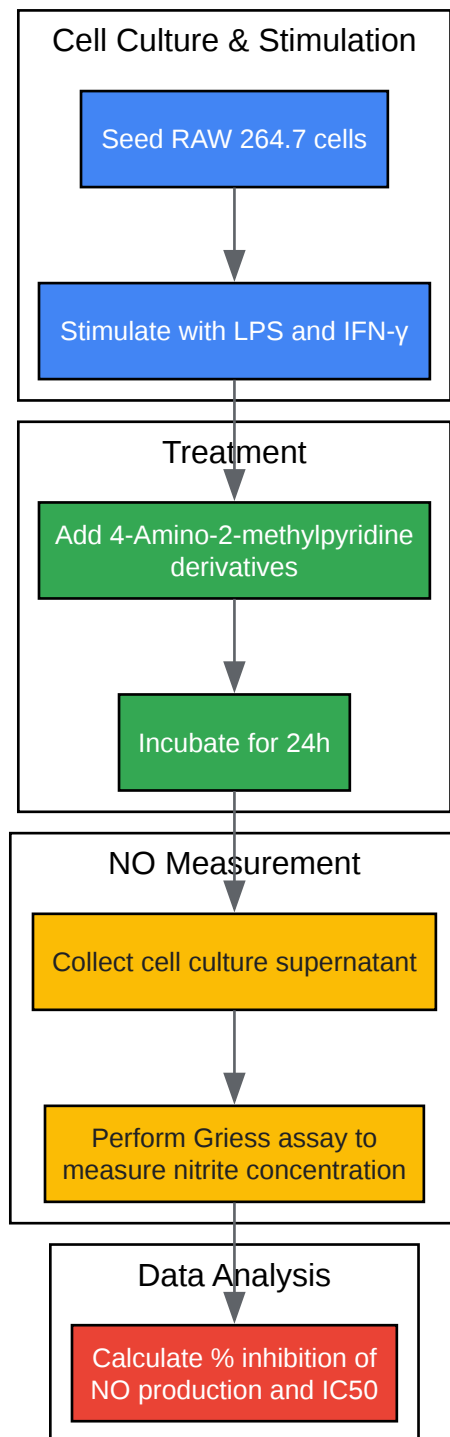 Cell Culture & Stimulation
Seed RAW 264.7 cells
Stimulate with LPS and IFN-γ
Treatment
Add 4-Amino-2-methylpyridine
derivatives
Incubate for 24h
NO Measurement
Collect cell culture supernatant
Perform Griess assay to
measure nitrite concentration
Data Analysis
Calculate % inhibition of
NO production and IC50